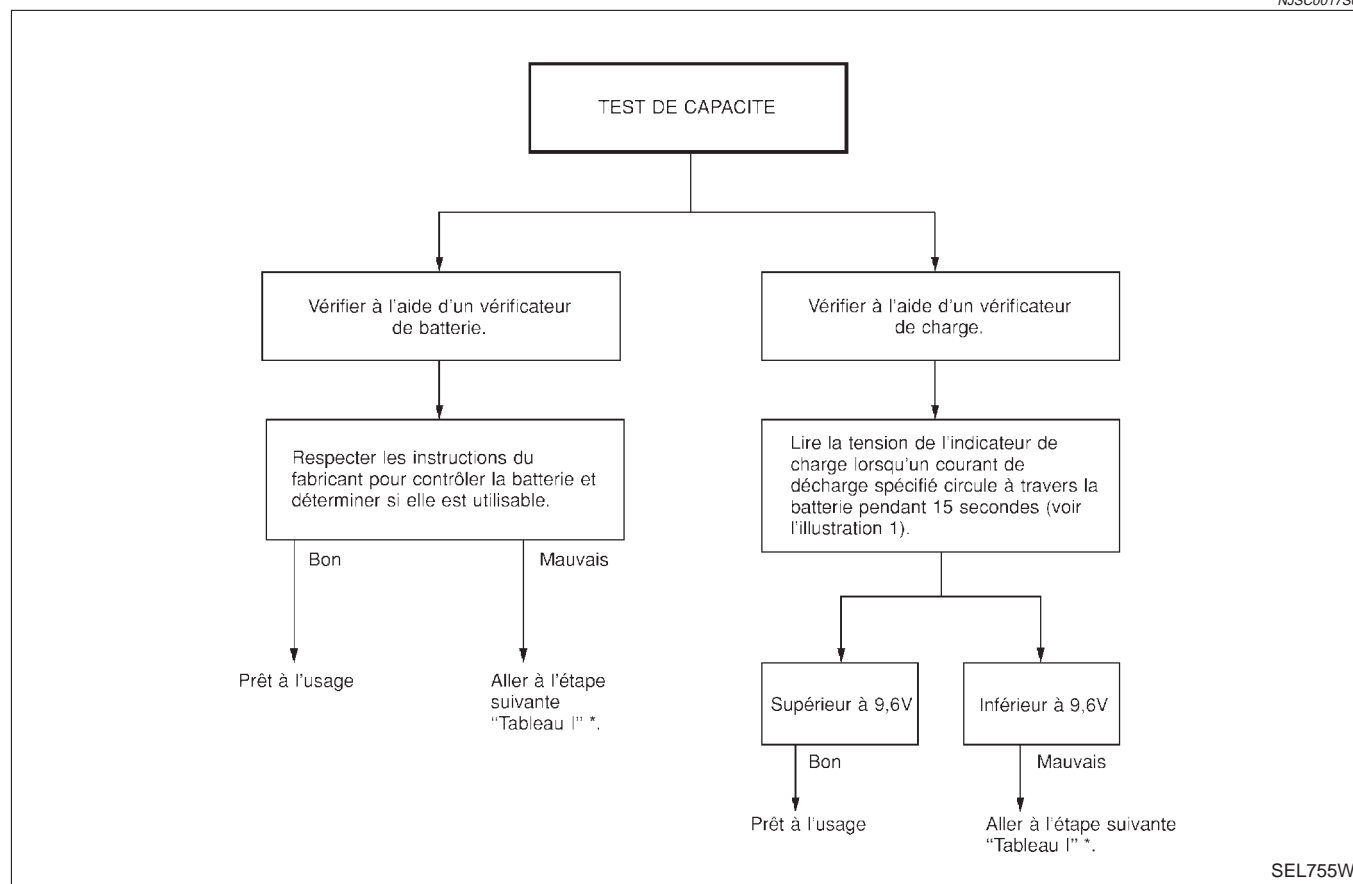 TEST DE CAPACITE
Vérifier à l'aide d'un vérificateur
de batterie.
Respecter les instructions du
fabricant pour contrôler la batterie et
déterminer si elle est utilisable.
Bon
Mauvais
Prêt à l'usage
Aller à l'étape
suivante
“Tableau I” *.
Vérifier à l'aide d'un vérificateur
de charge.
Lire la tension de l'indicateur de
charge lorsqu'un courant de
décharge spécifié circule à travers la
batterie pendant 15 secondes (voir
l'illustration 1).
Supérieur à 9,6V
Inférieur à 9,6V
Bon
Mauvais
Prêt à l'usage
Aller à l'étape suivante
“Tableau I” *.
SEL755W